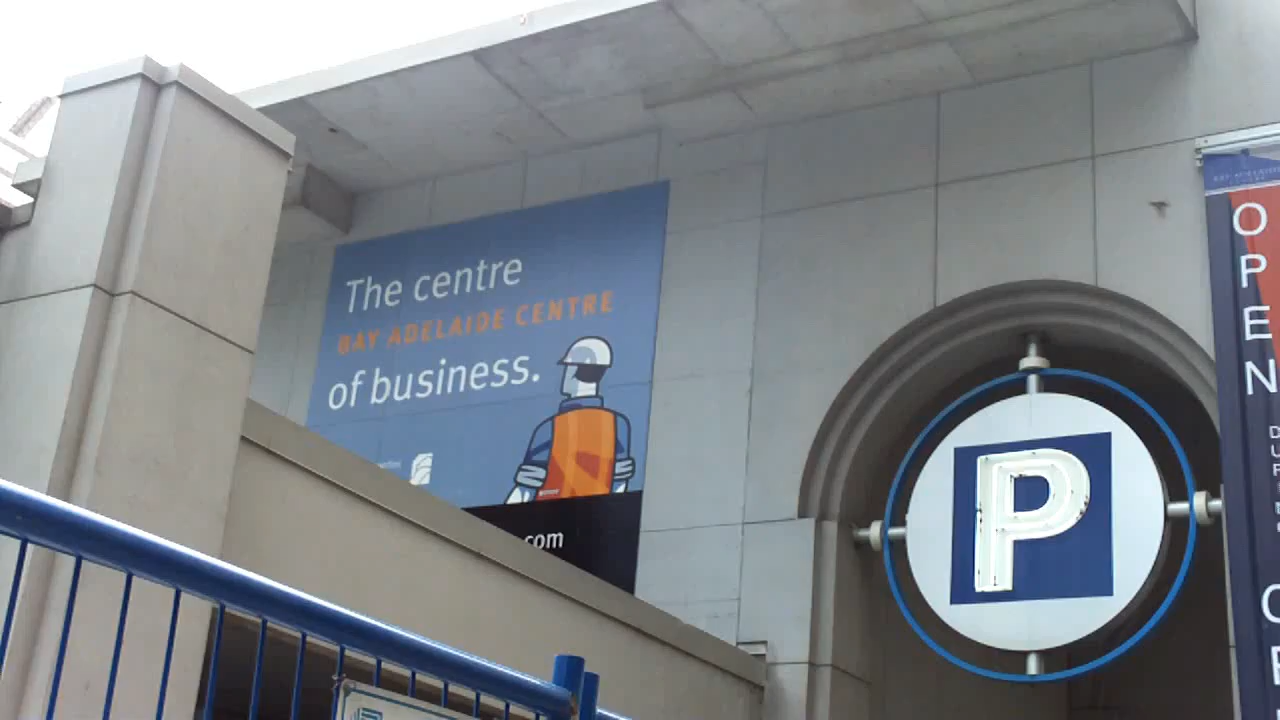 The centre
BAY ADELAIDE CENTRE
of business.
.com
P
OPEN